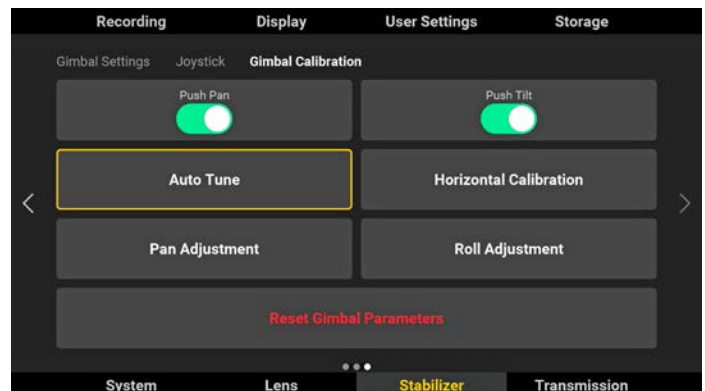 Recording Display User Settings Storage
Gimbal Settings Joystick Gimbal Calibration
Push Pan Push Tilt
Auto Tune Horizontal Calibration
Pan Adjustment Roll Adjustment
Reset Gimbal Parameters
System Lens Stabilizer Transmission